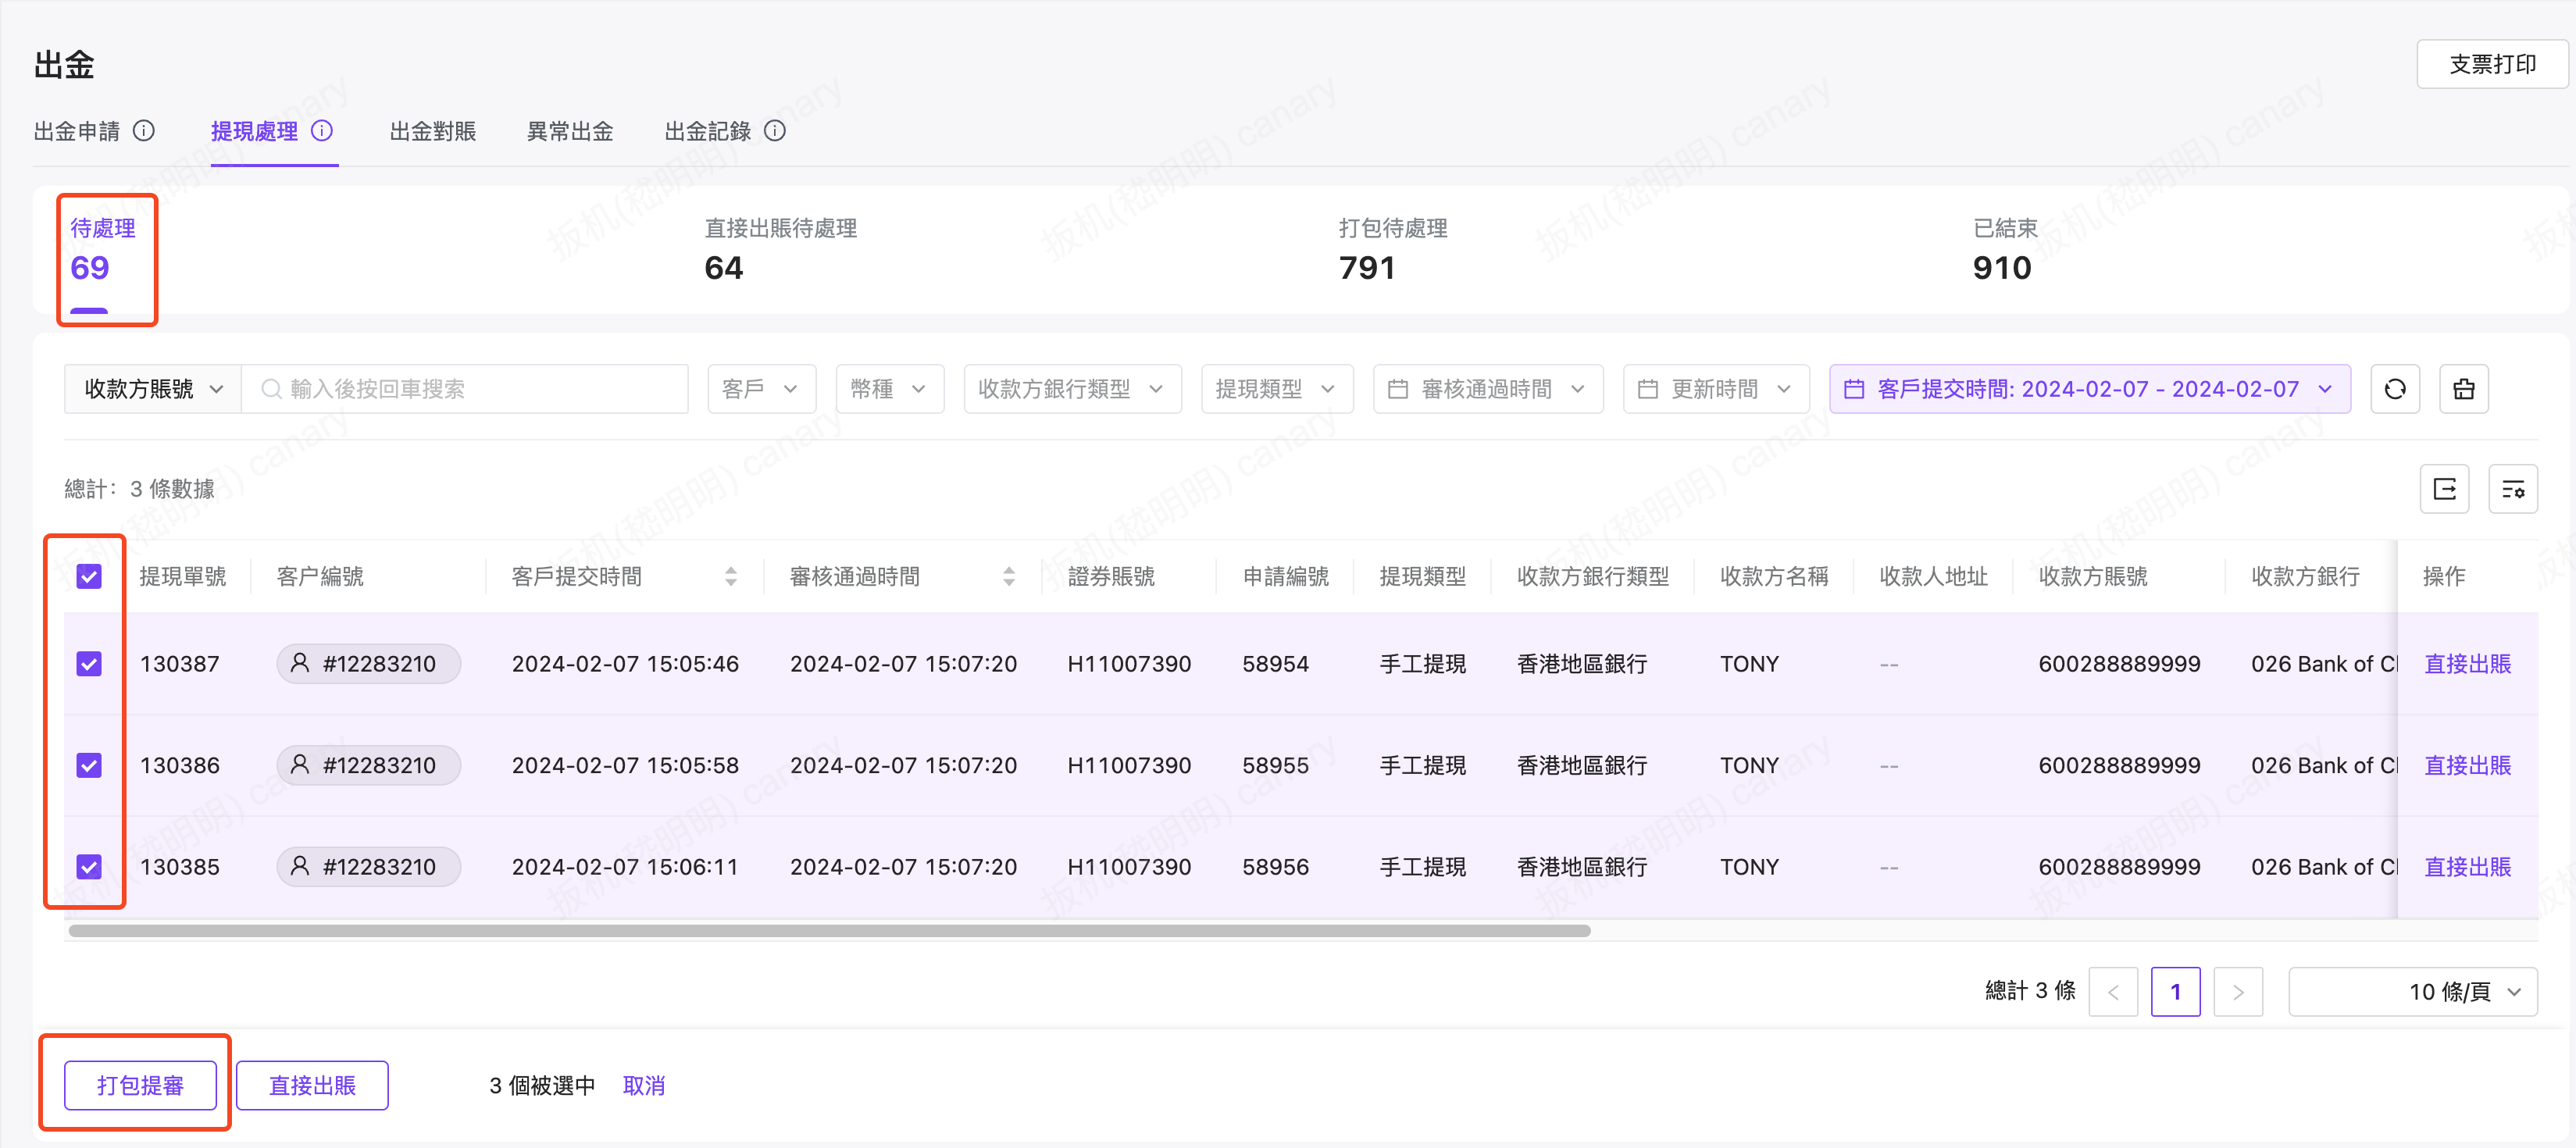 出金
支票打印
出金申請 提現處理 出金對賬 異常出金 出金記錄
待處理 直接出賬待處理 打包待處理 已結束
69 64 791 910
收款方賬號 輸入後按回車搜索 客戶 幣種 收款方銀行類型 提現類型 審核通過時間 更新時間 客戶提交時間: 2024-02-07 - 2024-02-07
總計: 3 條數據
提現單號 客户編號 客戶提交時間 審核通過時間 證券賬號 申請編號 提現類型 收款方銀行類型 收款方名稱 收款人地址 收款方賬號 收款方銀行 操作
130387 #12283210 2024-02-07 15:05:46 2024-02-07 15:07:20 H11007390 58954 手工提現 香港地區銀行 TONY -- 600288889999 026 Bank of 直接出賬
130386 #12283210 2024-02-07 15:05:58 2024-02-07 15:07:20 H11007390 58955 手工提現 香港地區銀行 TONY -- 600288889999 026 Bank of 直接出賬
130385 #12283210 2024-02-07 15:06:11 2024-02-07 15:07:20 H11007390 58956 手工提現 香港地區銀行 TONY -- 600288889999 026 Bank of 直接出賬
總計 3 條 < 1 > 10 條/頁
打包提審 直接出賬 3 個被選中 取消